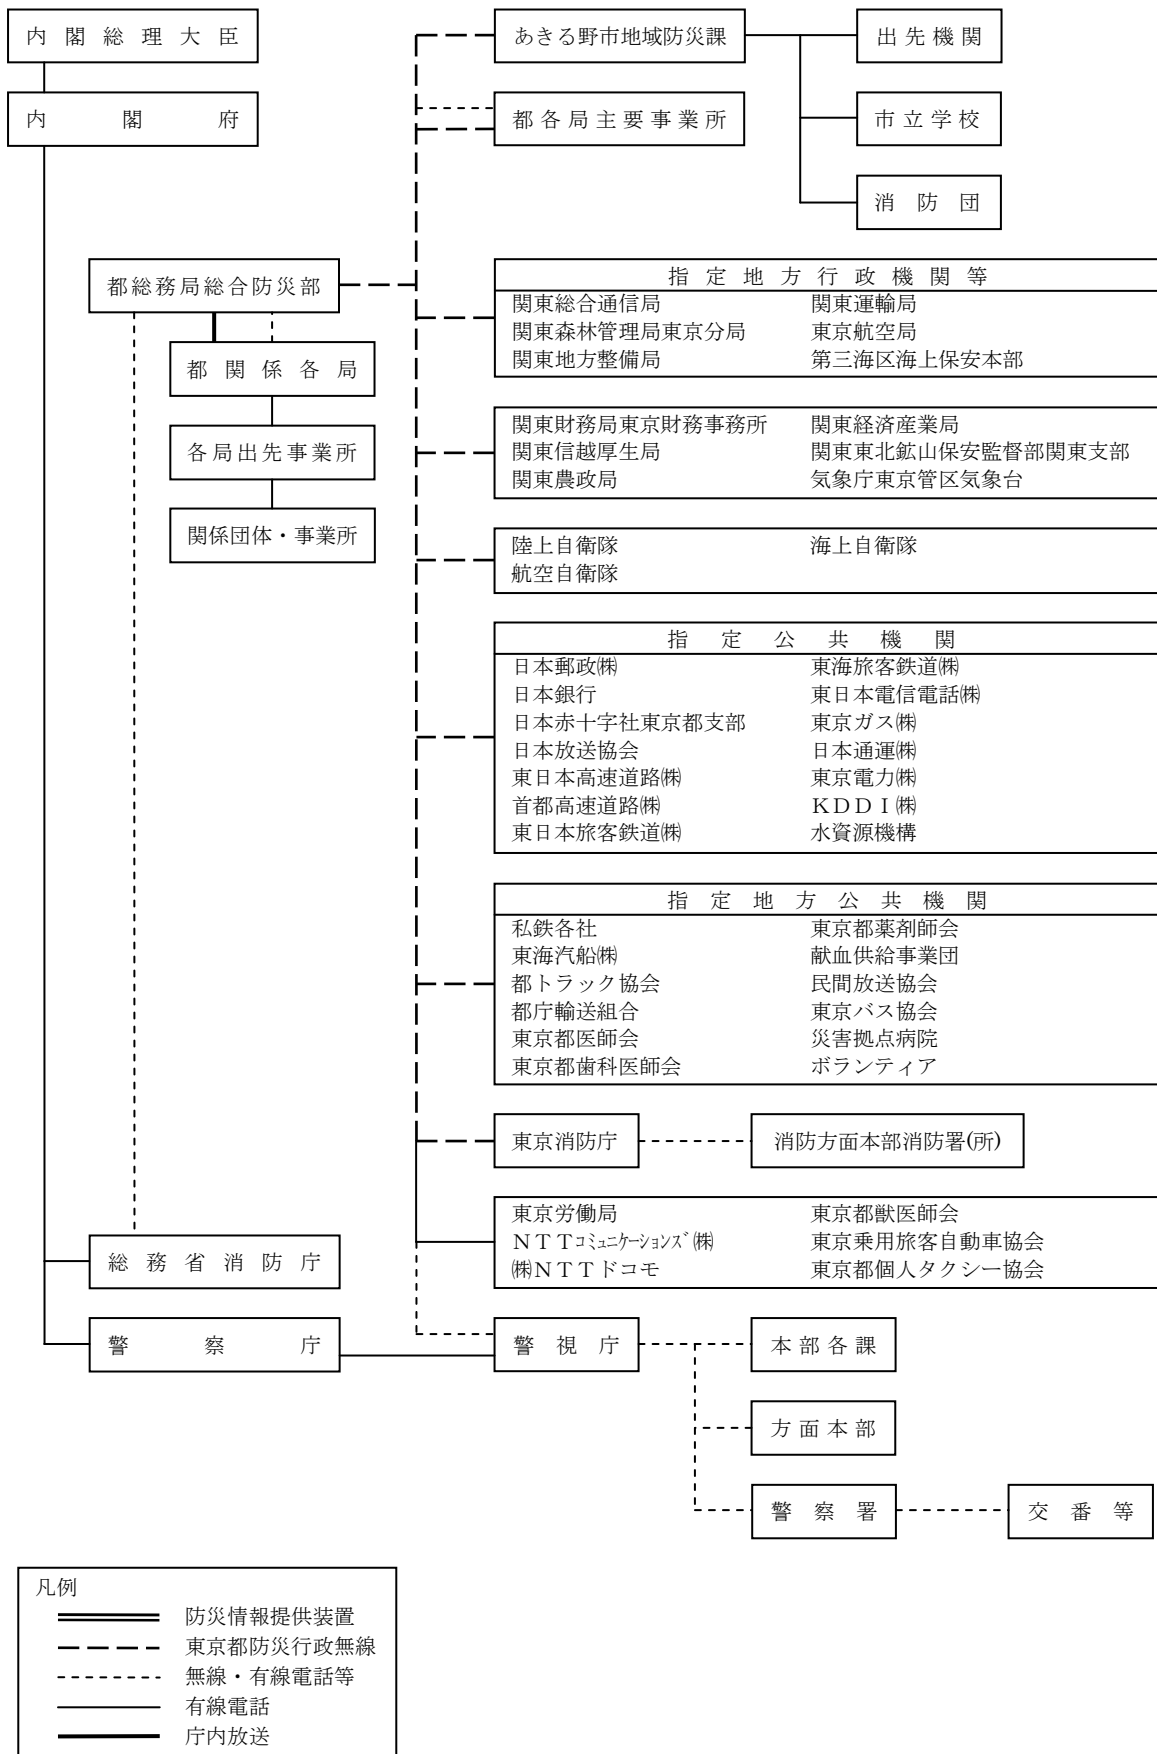 内閣総理大臣
あきる野市地域防災課
出先機関
内閣府
都各局主要事業所
市立学校
消防団
都総務局総合防災部
指定地方行政機関等
関東総合通信局 関東運輸局
関東森林管理局東京分局 東京航空局
関東地方整備局 第三海区海上保安本部
都関係各局
関東財務局東京財務事務所 関東経済産業局
関東信越厚生局 関東東北鉱山保安監督部関東支部
関東農政局 気象庁東京管区気象台
各局出先事業所
関係団体・事業所
陸上自衛隊 海上自衛隊
航空自衛隊
指定公共機関
日本郵政㈱ 東海旅客鉄道㈱
日本銀行 東日本電信電話㈱
日本赤十字社東京都支部 東京ガス㈱
日本放送協会 日本通運㈱
東日本高速道路㈱ 東京電力㈱
首都高速道路㈱ ＫＤＤＩ㈱
東日本旅客鉄道㈱ 水資源機構
指定地方公共機関
私鉄各社 東京都薬剤師会
東海汽船㈱ 献血供給事業団
都トラック協会 民間放送協会
都庁輸送組合 東京バス協会
東京都医師会 災害拠点病院
東京都歯科医師会 ボランティア
東京消防庁
消防方面本部消防署(所)
東京労働局 東京都獣医師会
ＮＴＴｺﾐｭﾆｹｰｼｮﾝｽﾞ㈱ 東京乗用旅客自動車協会
㈱ＮＴＴドコモ 東京都個人タクシー協会
総務省消防庁
警察庁
警視庁
本部各課
方面本部
警察署
交番等
凡例
防災情報提供装置
東京都防災行政無線
無線・有線電話等
有線電話
庁内放送